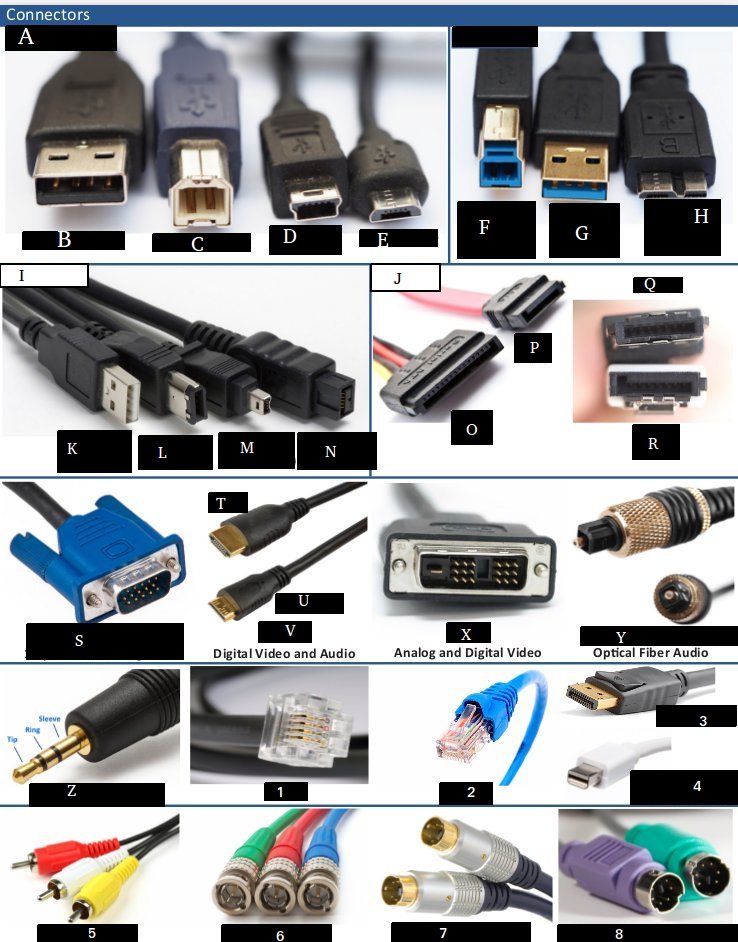 Connectors
A
B
C
D
E
F
G
H
I
J
K
L
M
N
O
P
Q
R
S
T
U
V
Digital Video and Audio
X
Analog and Digital Video
Y
Optical Fiber Audio
Sleeve
Ring
Tip
Z
1
2
3
4
5
6
7
8